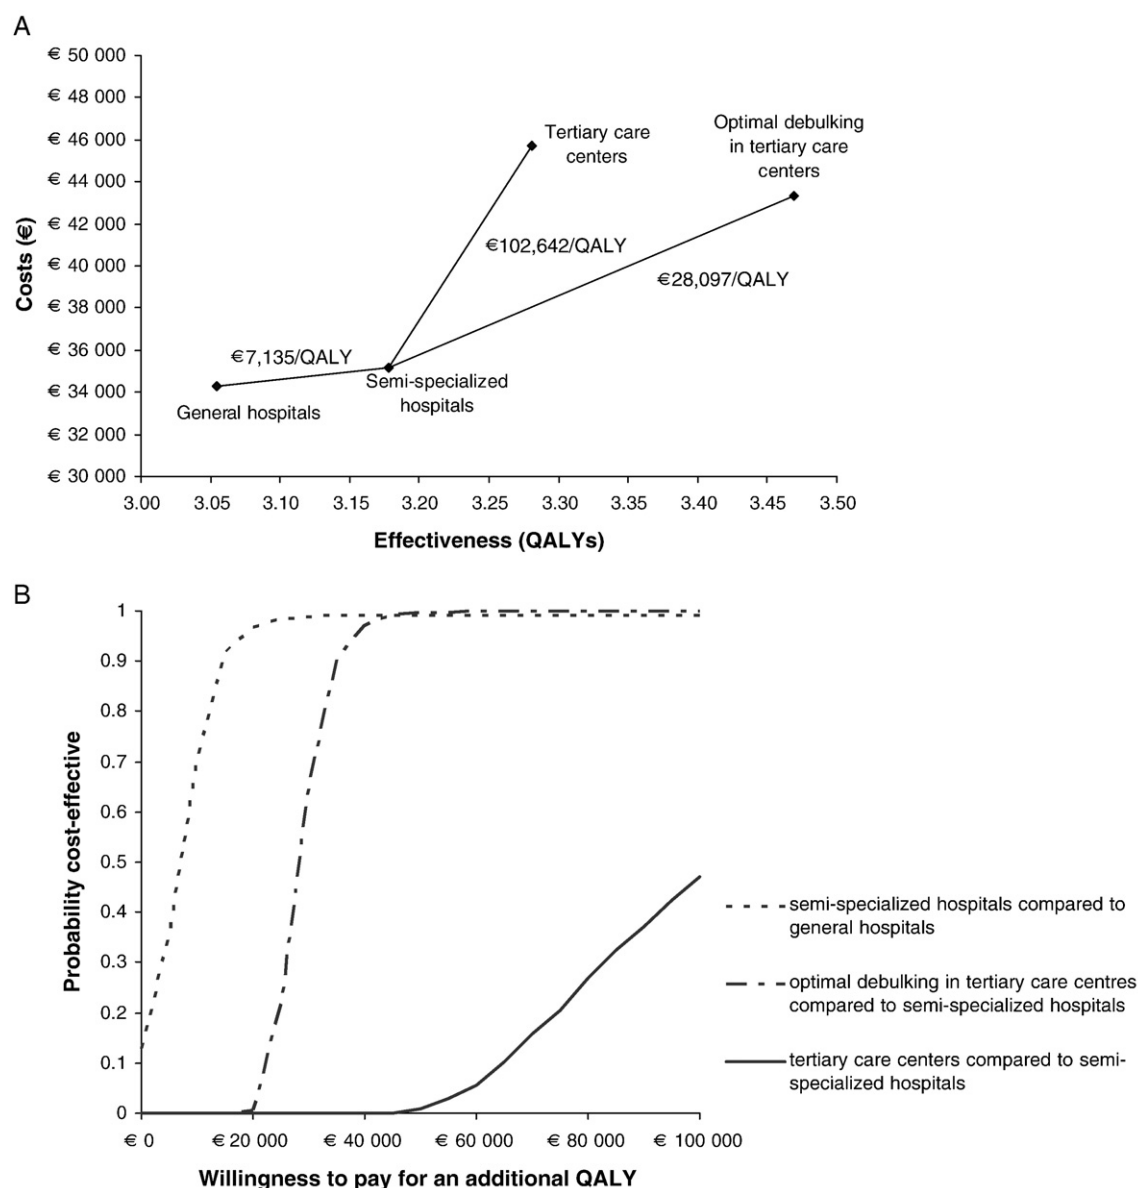 A
€ 50 000
€ 48 000
€ 46 000
€ 44 000
€ 42 000
€ 40 000
€ 38 000
€ 36 000
€ 34 000
€ 32 000
€ 30 000
Costs (€)
Tertiary care
centers
Optimal debulking
in tertiary care
centers
€102,642/QALY
€28,097/QALY
€7,135/QALY
Semi-specialized
hospitals
General hospitals
3.00 3.05 3.10 3.15 3.20 3.25 3.30 3.35 3.40 3.45 3.50
Effectiveness (QALYs)
B
1
0.9
0.8
0.7
0.6
0.5
0.4
0.3
0.2
0.1
0
Probability cost-effective
semi-specialized hospitals compared to
general hospitals
optimal debulking in tertiary care centres
compared to semi-specialized hospitals
tertiary care centers compared to semi-
specialized hospitals
€ 0 € 20 000 € 40 000 € 60 000 € 80 000 € 100 000
Willingness to pay for an additional QALY